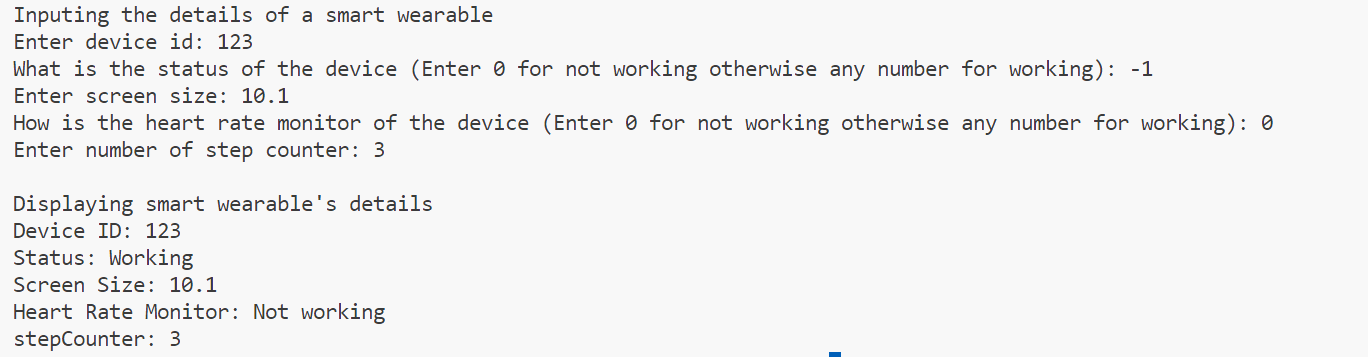 Inputing the details of a smart wearable
Enter device id: 123
What is the status of the device (Enter 0 for not working otherwise any number for working): -1
Enter screen size: 10.1
How is the heart rate monitor of the device (Enter 0 for not working otherwise any number for working): 0
Enter number of step counter: 3

Displaying smart wearable's details
Device ID: 123
Status: Working
Screen Size: 10.1
Heart Rate Monitor: Not working
stepCounter: 3